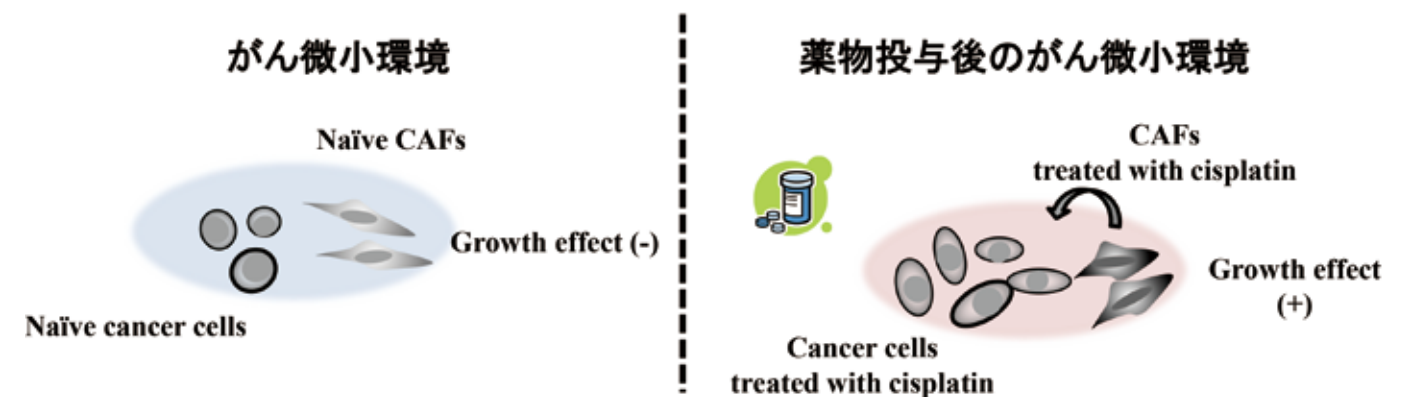 がん微小環境
Naïve CAFs
Growth effect (-)
Naïve cancer cells
薬物投与後のがん微小環境
CAFs
treated with cisplatin
Growth effect
(+)
Cancer cells
treated with cisplatin